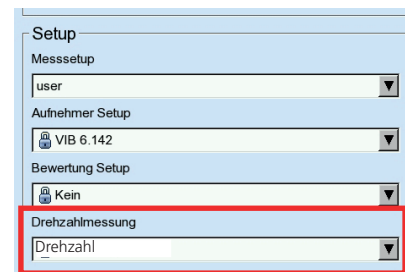 Setup
Messsetup
user
Aufnehmer Setup
VIB 6.142
Bewertung Setup
Kein
Drehzahlmessung
Drehzahl